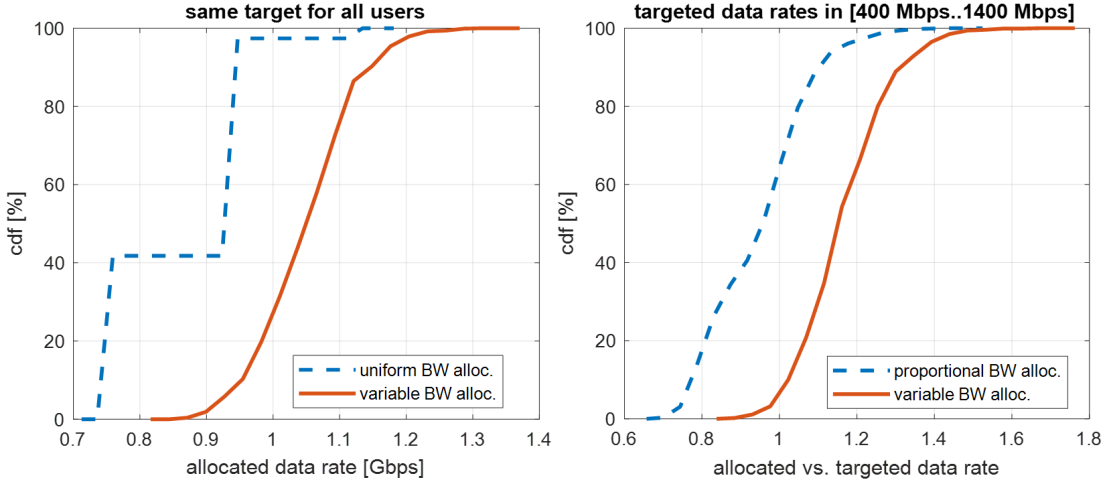 same target for all users
cdf [%]
100
80
60
40
20
0
0.7 0.8 0.9 1 1.1 1.2 1.3 1.4
allocated data rate [Gbps]
uniform BW alloc.
variable BW alloc.
targeted data rates in [400 Mbps..1400 Mbps]
cdf [%]
100
80
60
40
20
0
0.6 0.8 1 1.2 1.4 1.6 1.8
allocated vs. targeted data rate
proportional BW alloc.
variable BW alloc.